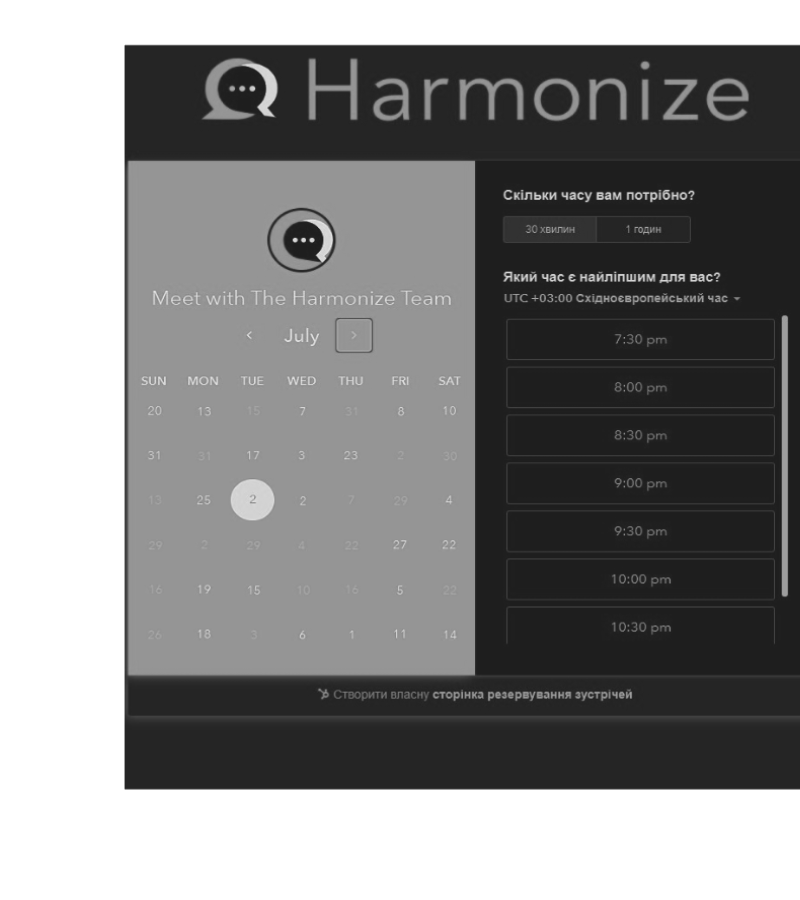 Harmonize
Meet with The Harmonize Team
July
SUN MON TUE WED THU FRI SAT
20 13 15 7 31 8 10
31 31 17 3 23 2 30
13 25 2 2 7 29 4
29 2 29 4 22 27 22
16 19 15 10 16 5 22
26 18 3 6 1 11 14
Скільки часу вам потрібно?
30 хвилин 1 годин
Який час є найліпшим для вас?
UTC +03:00 Східноєвропейський час
7:30 pm
8:00 pm
8:30 pm
9:00 pm
9:30 pm
10:00 pm
10:30 pm
Створити власну сторінка резервування зустрічей